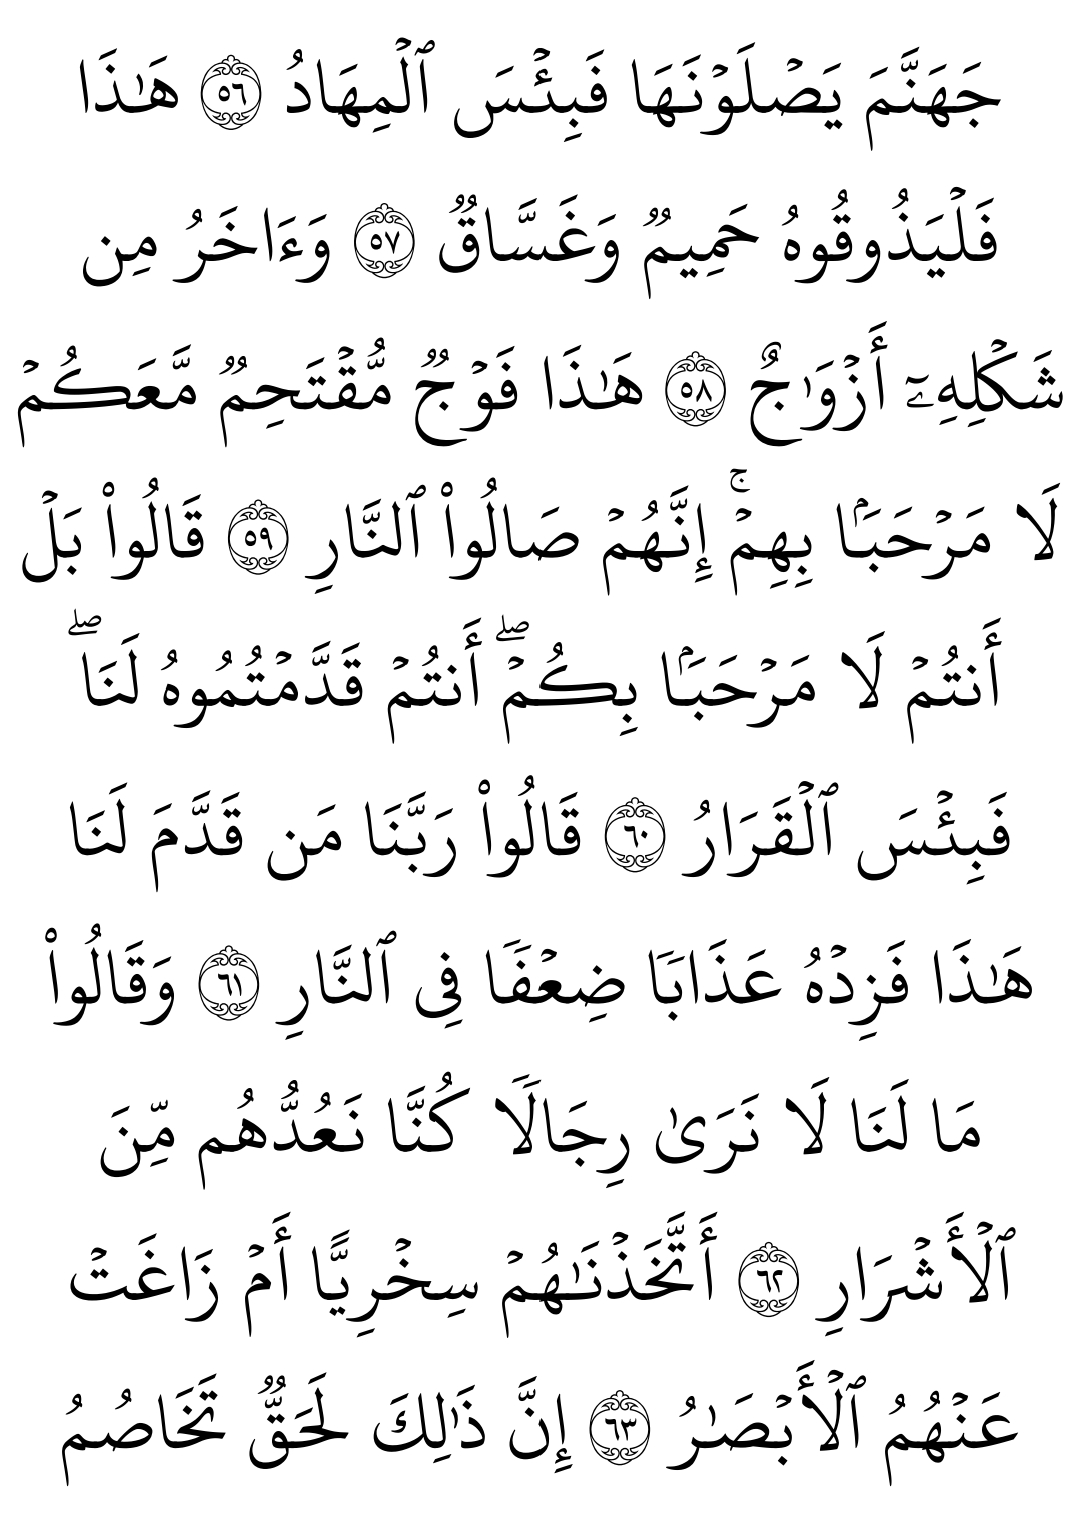 جَهَنَّمَ يَصۡلَوۡنَهَا فَبِئۡسَ ٱلۡمِهَادُ ٥٦ هَـٰذَا
فَلۡيَذُوقُوهُ حَمِيمٞ وَغَسَّاقٞ ٥٧ وَءَاخَرُ مِن
شَكۡلِهِۦٓ أَزۡوَٰجٌ ٥٨ هَـٰذَا فَوۡجٞ مُّقۡتَحِمٞ مَّعَكُمۡ
لَا مَرۡحَبَۢا بِهِمۡۚ إِنَّهُمۡ صَالُواْ ٱلنَّارِ ٥٩ قَالُواْ بَلۡ
أَنتُمۡ لَا مَرۡحَبَۢا بِكُمۡۖ أَنتُمۡ قَدَّمۡتُمُوهُ لَنَاۖ
فَبِئۡسَ ٱلۡقَرَارُ ٦٠ قَالُواْ رَبَّنَا مَن قَدَّمَ لَنَا
هَـٰذَا فَزِدۡهُ عَذَابٗا ضِعۡفٗا فِي ٱلنَّارِ ٦١ وَقَالُواْ
مَا لَنَا لَا نَرَىٰ رِجَالٗا كُنَّا نَعُدُّهُم مِّنَ
ٱلۡأَشۡرَارِ ٦٢ أَتَّخَذۡنَٰهُمۡ سِخۡرِيًّا أَمۡ زَاغَتۡ
عَنۡهُمُ ٱلۡأَبۡصَٰرُ ٦٣ إِنَّ ذَٰلِكَ لَحَقّٞ تَخَاصُمُ